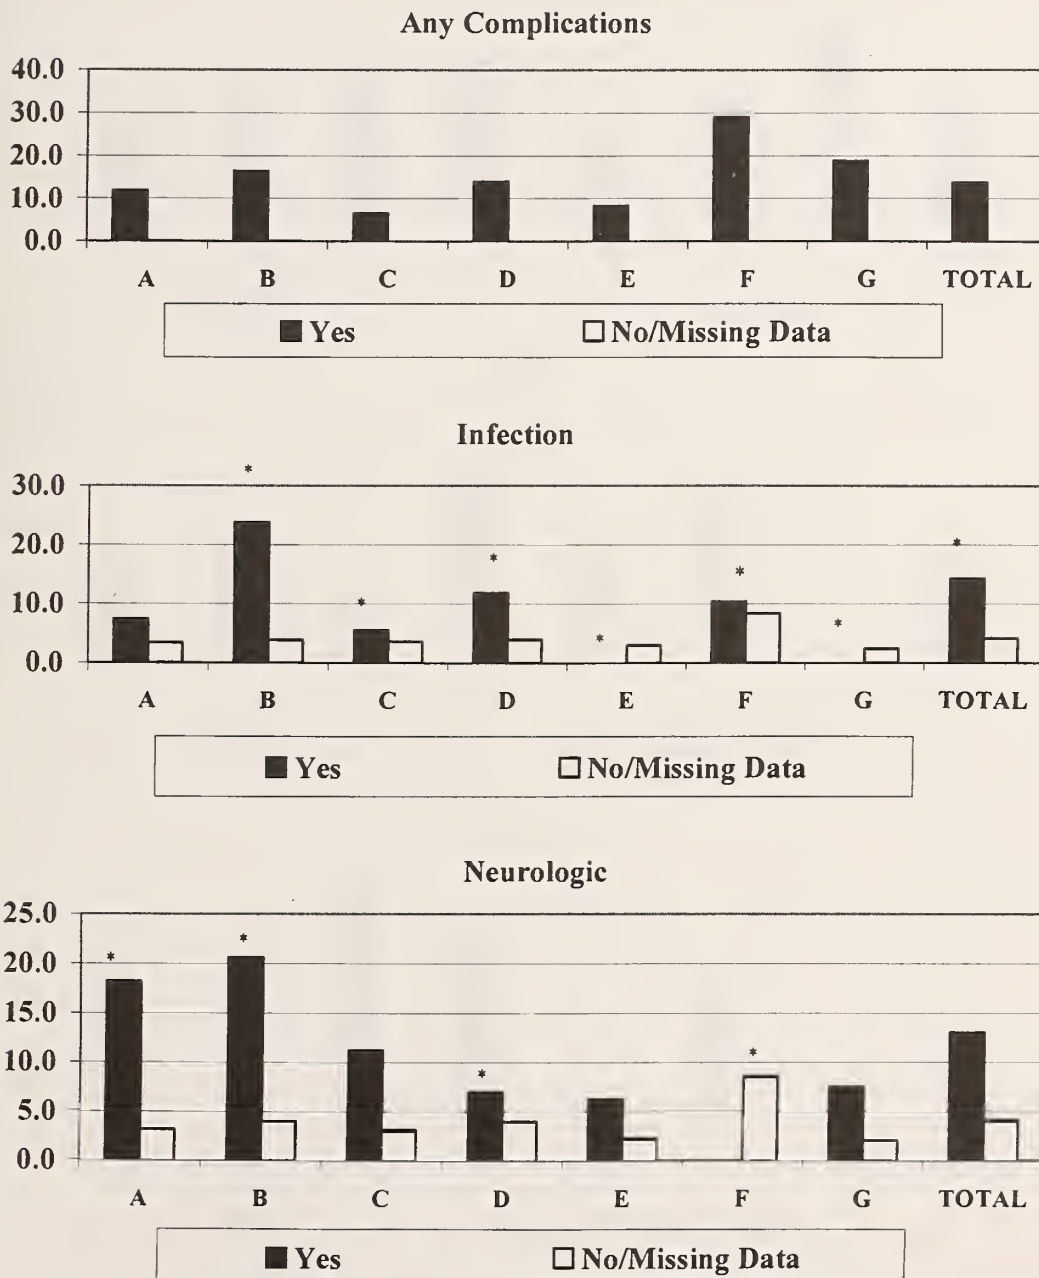 Any Complications
40.0
30.0
20.0
10.0
0.0
A B C D E F G TOTAL
■ Yes □ No/Missing Data
Infection
*
30.0
20.0
10.0
0.0
* * * * * * 
A B C D E F G TOTAL
■ Yes □ No/Missing Data
Neurologic
25.0
20.0
15.0
10.0
5.0
0.0
* * * *
A B C D E F G TOTAL
■ Yes □ No/Missing Data